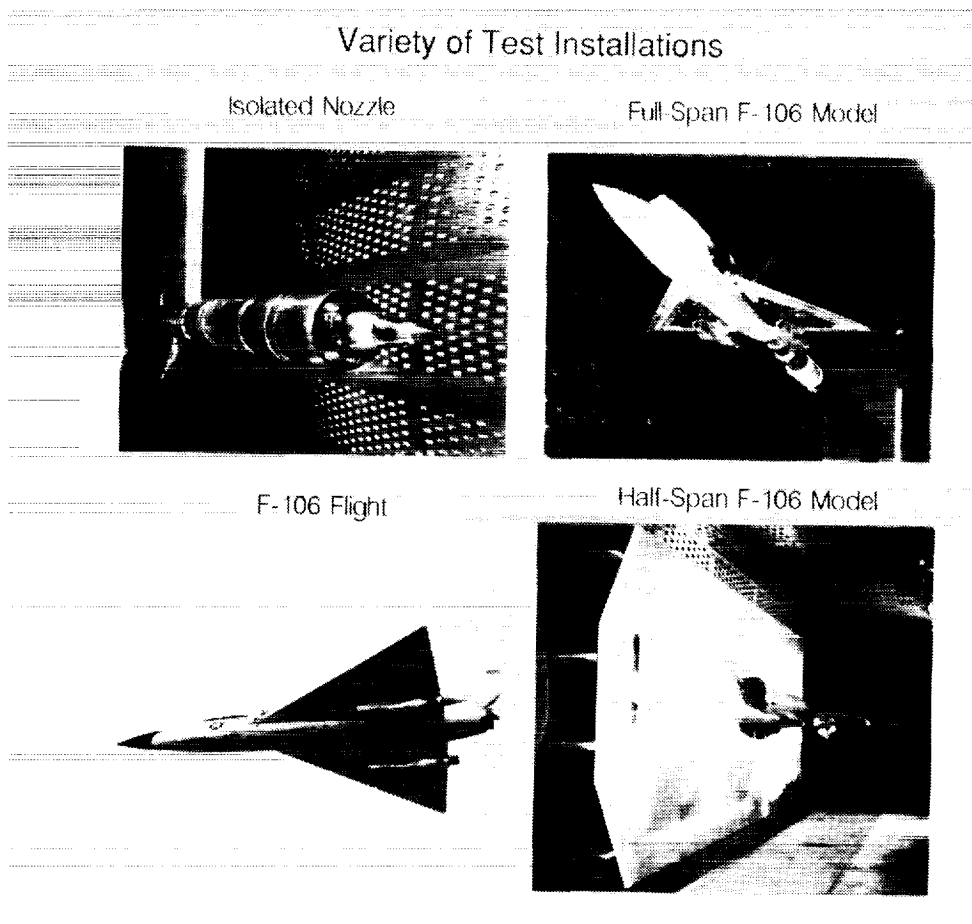 Variety of Test Installations
Isolated Nozzle
Full-Span F-106 Model
F-106 Flight
Half-Span F-106 Model